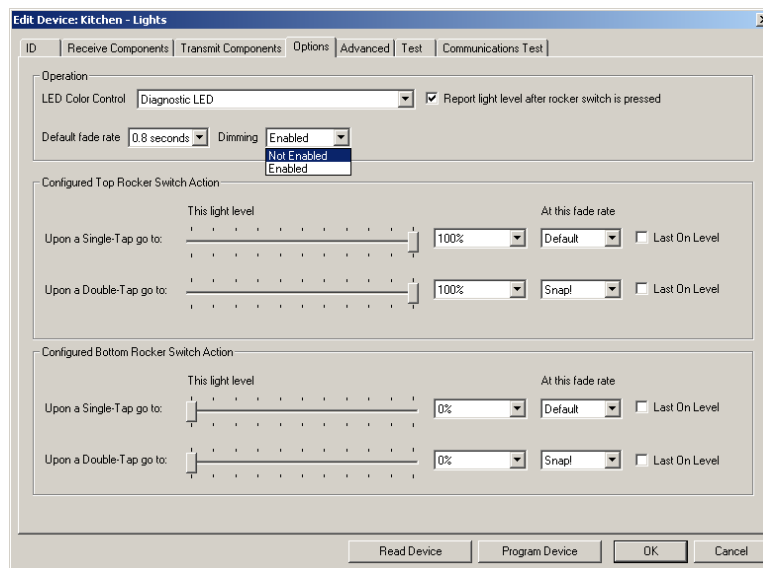 Edit Device: Kitchen - Lights
ID Receive Components Transmit Components Options Advanced Test Communications Test
Operation
LED Color Control Diagnostic LED Report light level after rocker switch is pressed
Default fade rate 0.8 seconds Dimming Enabled
Not Enabled
Enabled
Configured Top Rocker Switch Action
This light level At this fade rate
Upon a Single-Tap go to: 100% Default Last On Level
Upon a Double-Tap go to: 100% Snap! Last On Level
Configured Bottom Rocker Switch Action
This light level At this fade rate
Upon a Single-Tap go to: 0% Default Last On Level
Upon a Double-Tap go to: 0% Snap! Last On Level
Read Device Program Device OK Cancel